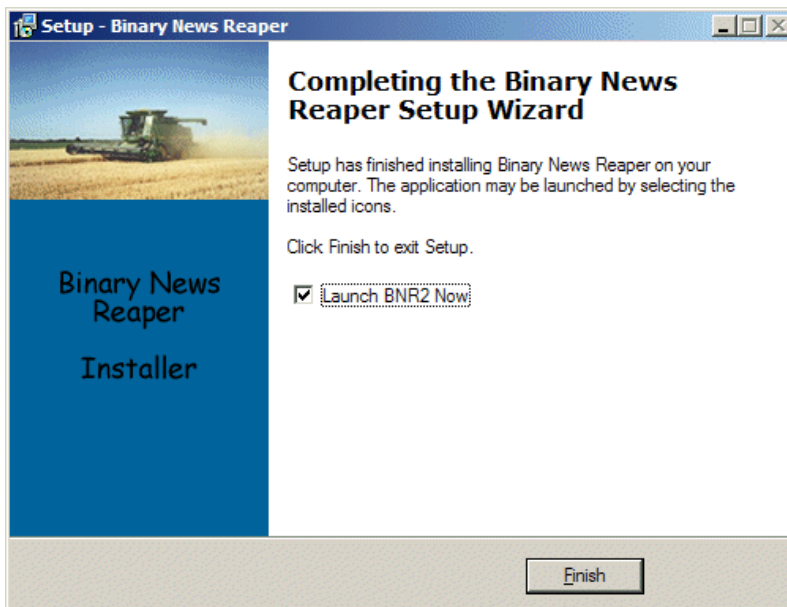 Setup - Binary News Reaper
Completing the Binary News
Reaper Setup Wizard
Setup has finished installing Binary News Reaper on your
computer. The application may be launched by selecting the
installed icons.
Click Finish to exit Setup.
Launch BNR2 Now
Binary News
Reaper
Installer
Finish